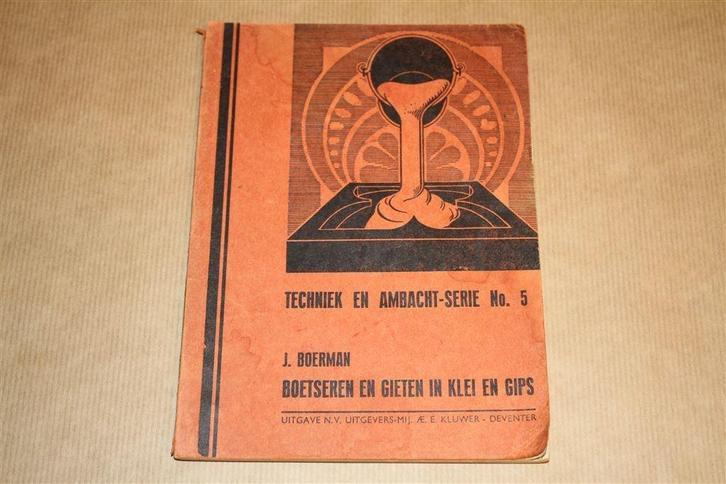 TECHNIEK EN AMBACHT-SERIE No. 5
J. BOERMAN
BOETSEREN EN GIETEN IN KLEI EN GIPS
UITGAVE N.V. UITGEVERS-MIJ. Æ. E. KLUWER - DEVENTER